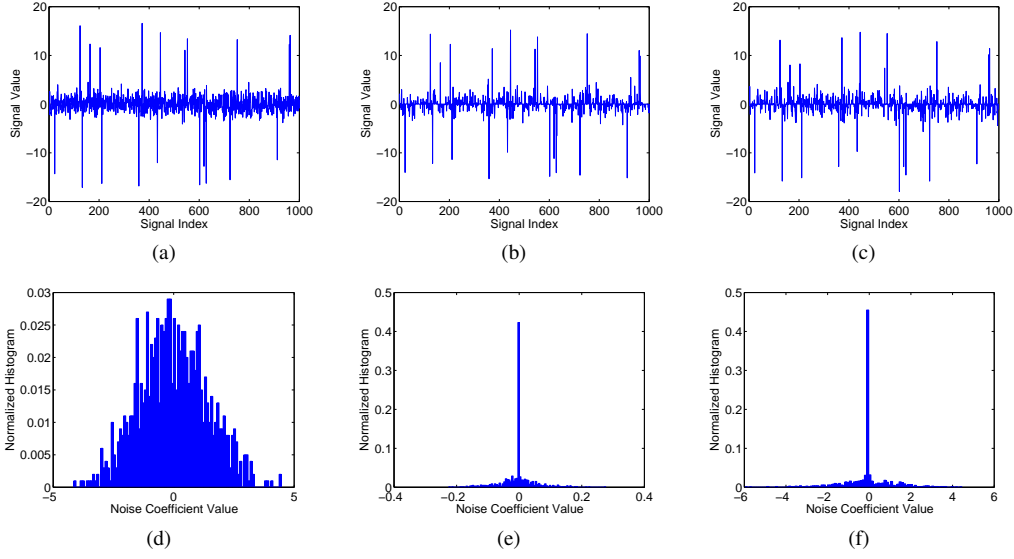 20
10
0
−10
−20
0 200 400 600 800 1000
Signal Value
Signal Index
(a)
20
10
0
−10
−20
0 200 400 600 800 1000
Signal Value
Signal Index
(b)
20
10
0
−10
−20
0 200 400 600 800 1000
Signal Value
Signal Index
(c)
0.03
0.025
0.02
0.015
0.01
0.005
0
−5 0 5
Normalized Histogram
Noise Coefficient Value
(d)
0.5
0.4
0.3
0.2
0.1
0
−0.4 −0.2 0 0.2 0.4
Normalized Histogram
Noise Coefficient Value
(e)
0.5
0.4
0.3
0.2
0.1
0
−6 −4 −2 0 2 4 6
Normalized Histogram
Noise Coefficient Value
(f)